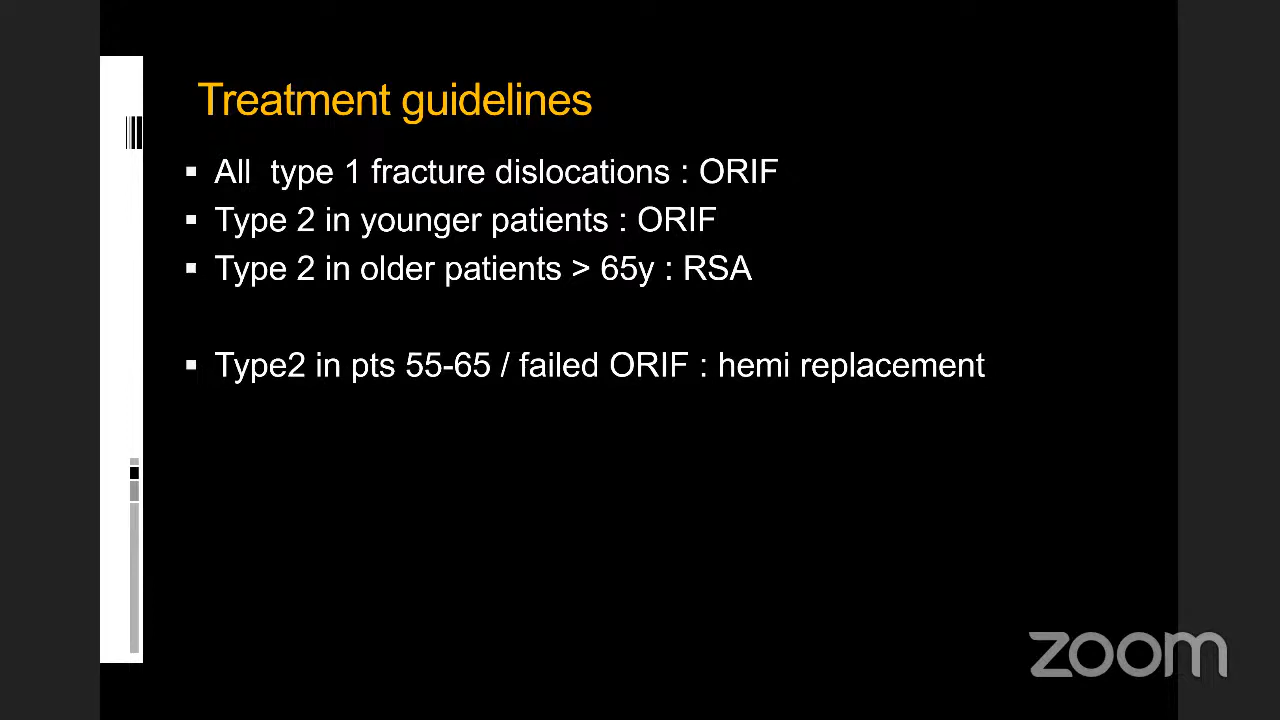 Treatment guidelines
▪ All type 1 fracture dislocations : ORIF
▪ Type 2 in younger patients : ORIF
▪ Type 2 in older patients > 65y : RSA
▪ Type2 in pts 55-65 / failed ORIF : hemi replacement
zoom